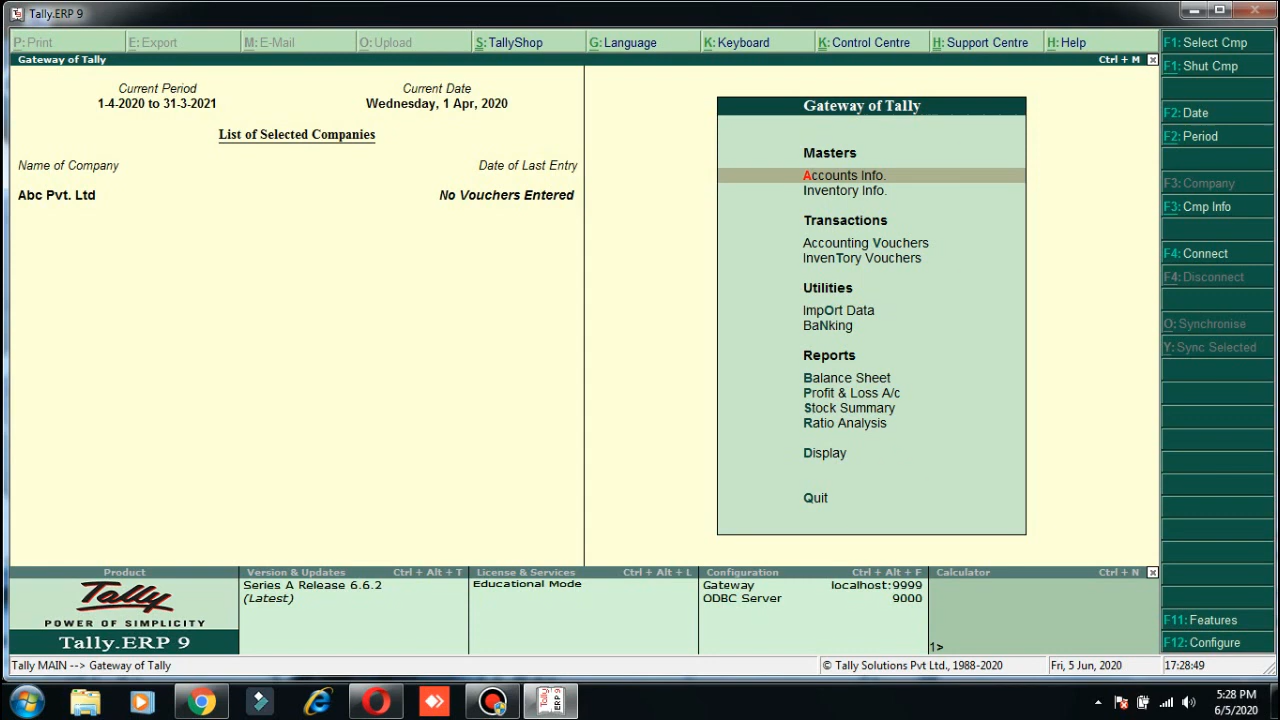 Tally.ERP 9
P: Print
E: Export
M: E-Mail
O: Upload
S: TallyShop
G: Language
K: Keyboard
K: Control Centre
H: Support Centre
H: Help
Gateway of Tally
Ctrl + M
Current Period
1-4-2020 to 31-3-2021
Current Date
Wednesday, 1 Apr, 2020
List of Selected Companies
Name of Company
Date of Last Entry
Abc Pvt. Ltd
No Vouchers Entered
Gateway of Tally
Masters
Accounts Info.
Inventory Info.
Transactions
Accounting Vouchers
InvenTory Vouchers
Utilities
ImpOrt Data
BaNking
Reports
Balance Sheet
Profit & Loss A/c
Stock Summary
Ratio Analysis
Display
Quit
F1: Select Cmp
F1: Shut Cmp
F2: Date
F2: Period
F3: Company
F3: Cmp Info
F4: Connect
F4: Disconnect
O: Synchronise
Y: Sync Selected
F11: Features
F12: Configure
Product
Tally
POWER OF SIMPLICITY
Tally.ERP 9
Version & Updates
Ctrl + Alt + T
Series A Release 6.6.2
(Latest)
License & Services
Ctrl + Alt + L
Educational Mode
Configuration
Ctrl + Alt + F
Gateway
localhost:9999
ODBC Server
9000
Calculator
Ctrl + N
1>
Tally MAIN --> Gateway of Tally
© Tally Solutions Pvt Ltd., 1988-2020
Fri, 5 Jun, 2020
17:28:49
Tally
ERP 9
5:28 PM
6/5/2020